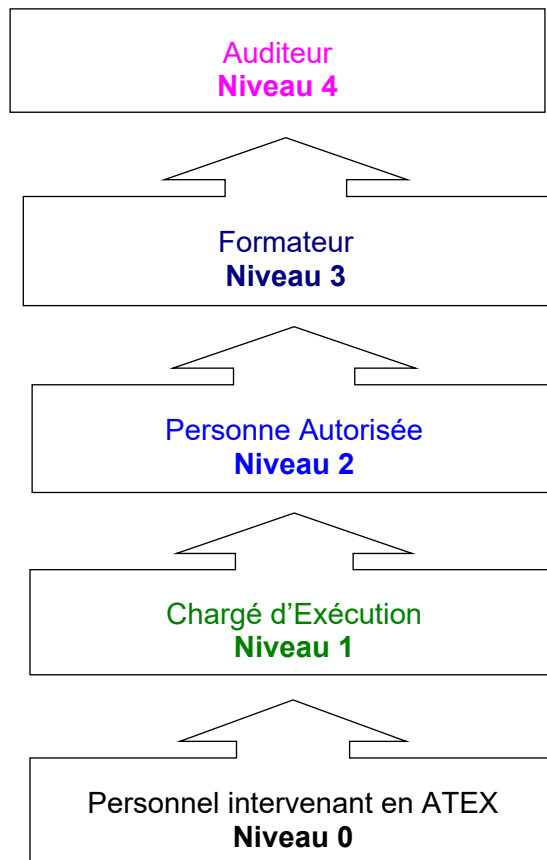 Auditeur
Niveau 4
Formateur
Niveau 3
Personne Autorisée
Niveau 2
Chargé d’Exécution
Niveau 1
Personnel intervenant en ATEX
Niveau 0